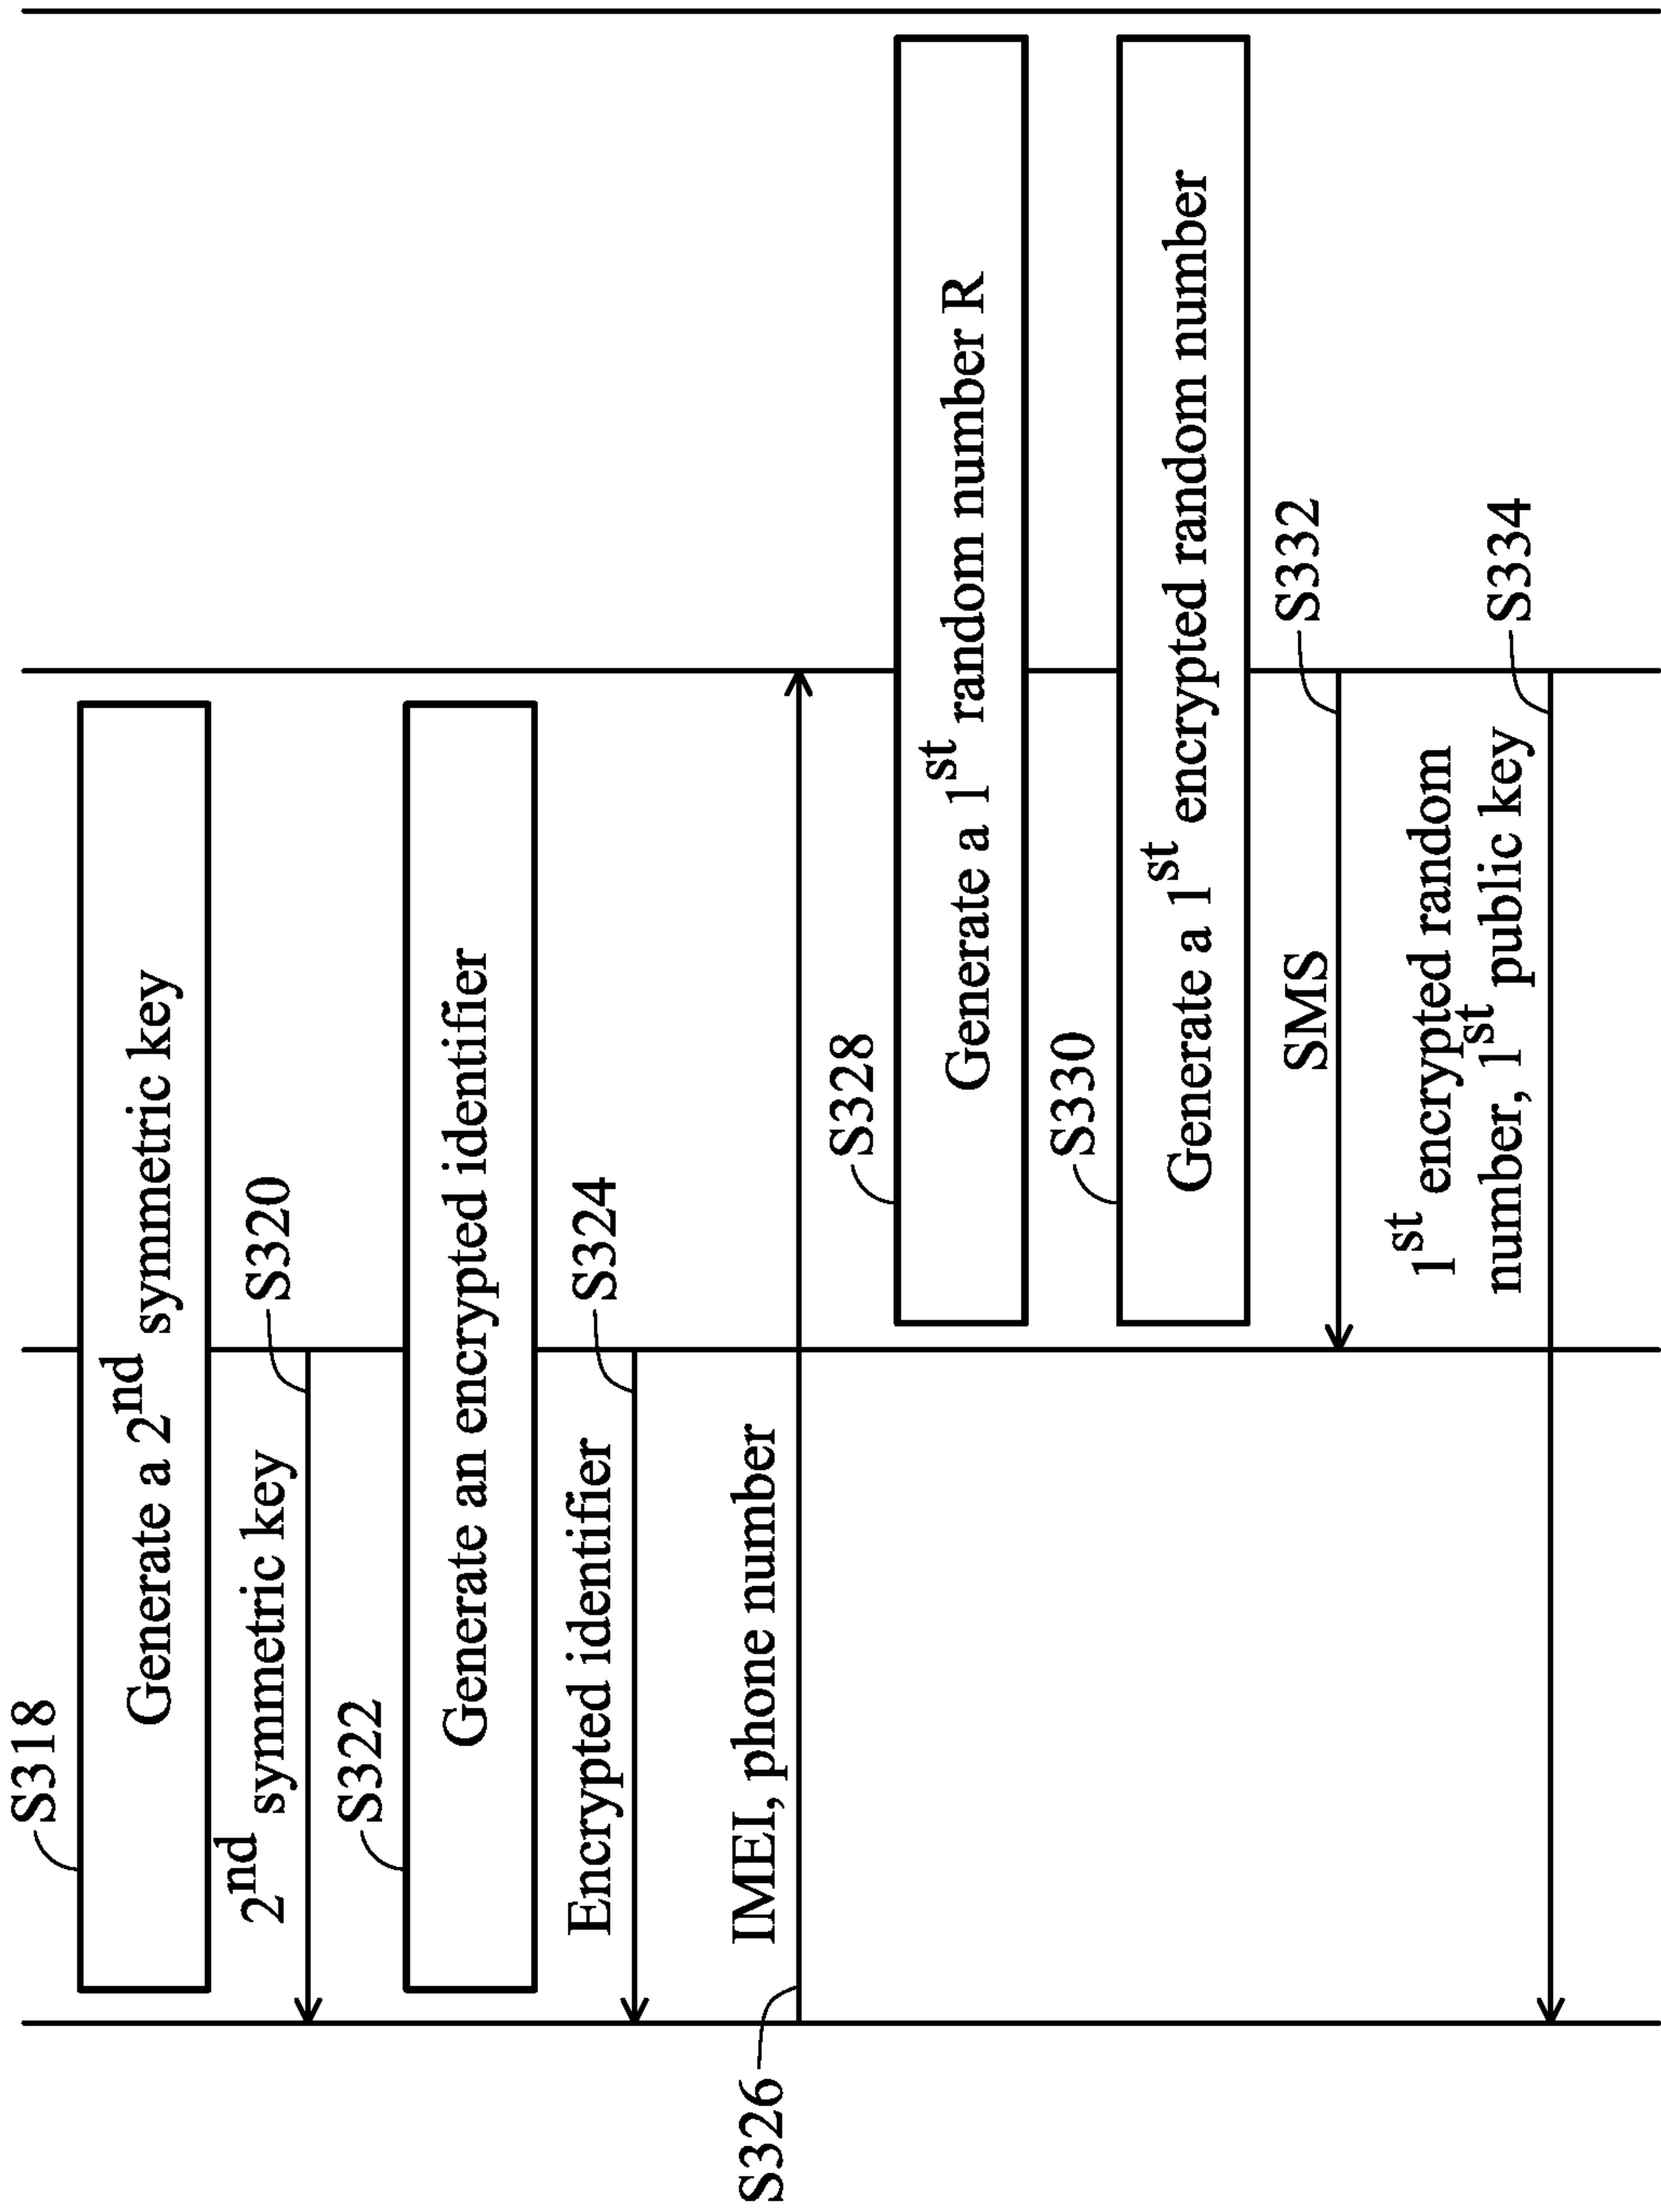 S318
Generate a 2nd symmetric key
2nd symmetric key
S320
S322
Generate an encrypted identifier
Encrypted identifier
S324
IMEI, phone number
S326
S328
Generate a 1st random number R
S330
Generate a 1st encrypted random number
SMS
S332
1st encrypted random
number, 1st public key
S334